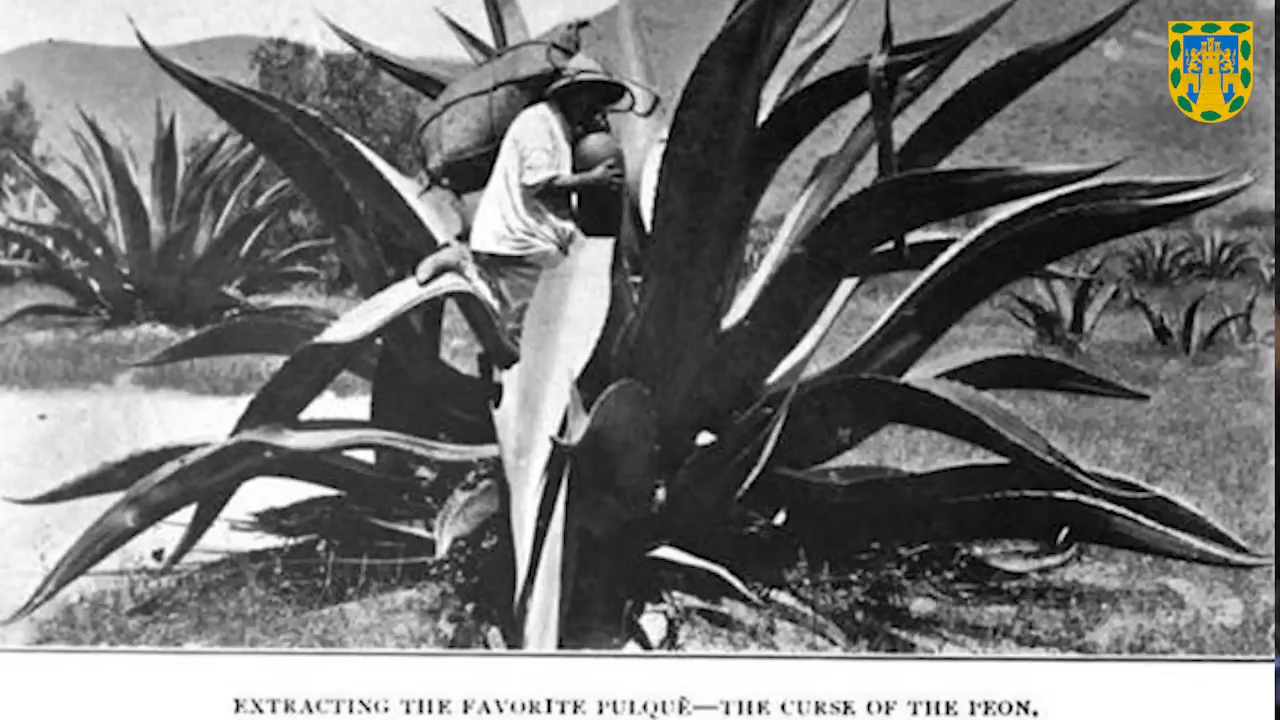 EXTRACTING THE FAVORITE PULQUÊ—THE CURSE OF THE PEON.